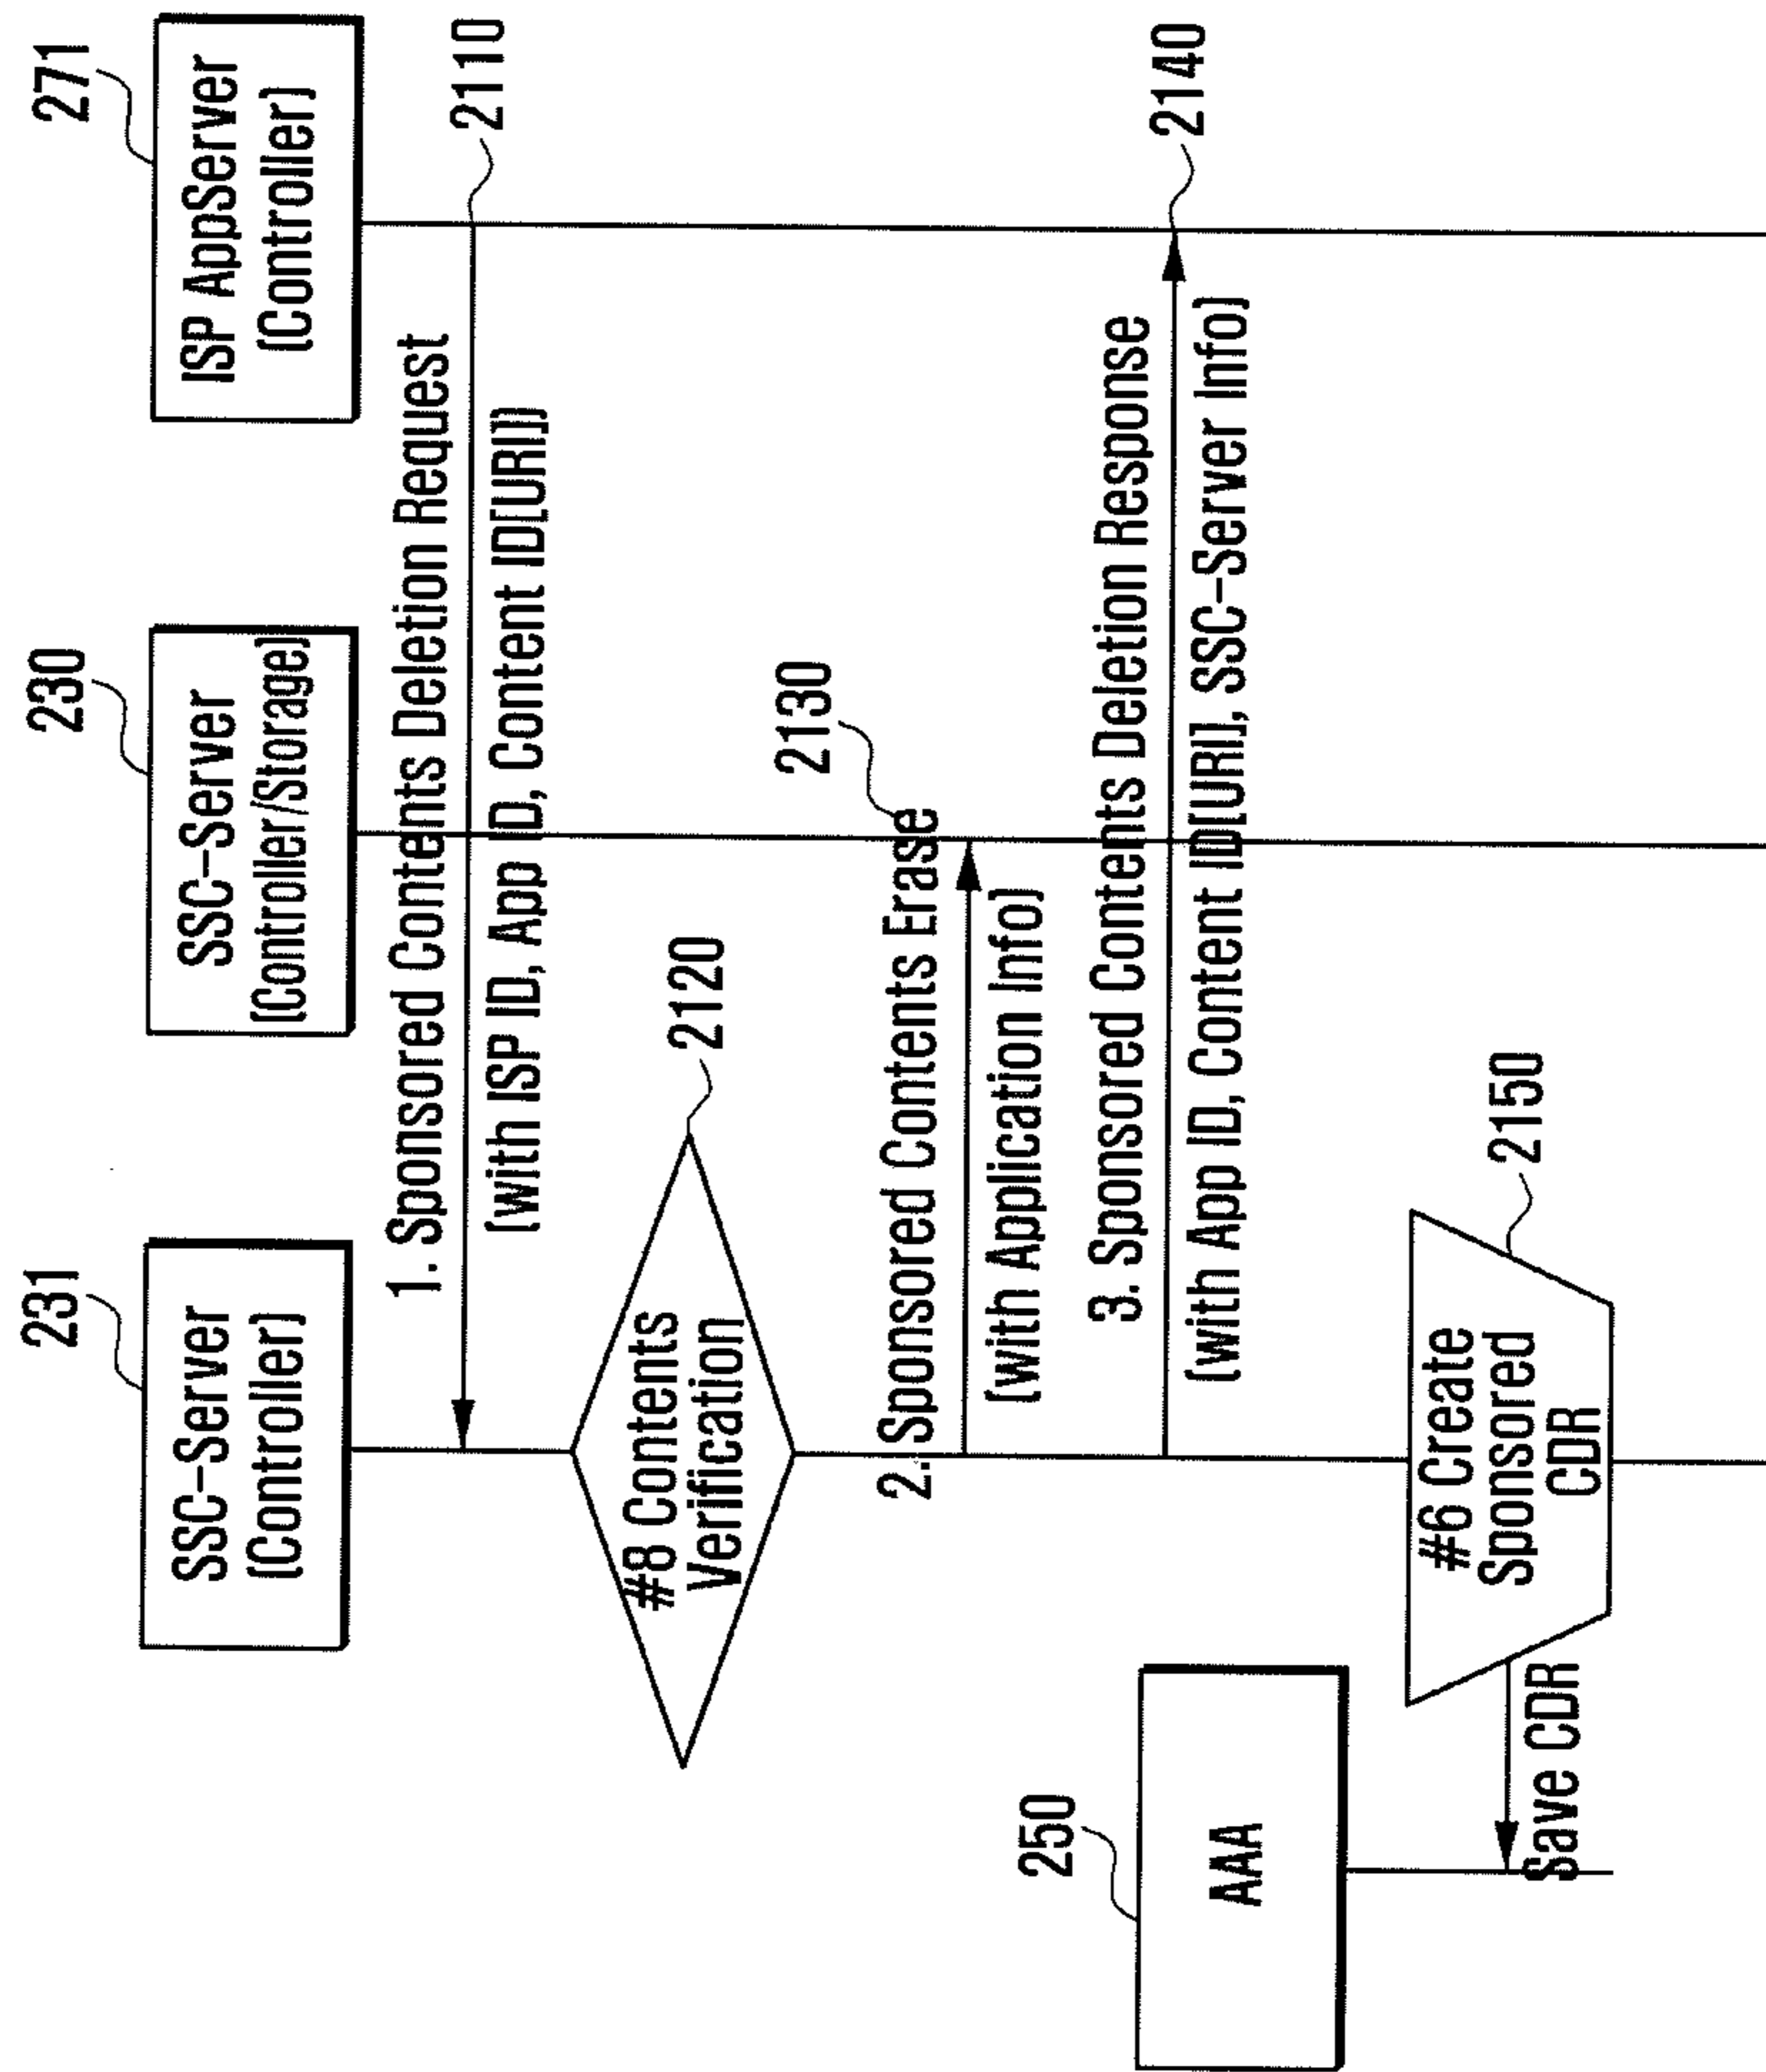 271
ISP AppServer
(Controller)
230
SSC-Server
(Controller/Storage)
231
SSC-Server
(Controller)
2110
1. Sponsored Contents Deletion Request
(with ISP ID, App ID, Content ID[URI])
#8 Contents
Verification
2120
2130
2. Sponsored Contents Erase
(with Application Info)
2140
3. Sponsored Contents Deletion Response
(with App ID, Content ID[URI], SSC-Server Info)
250
AAA
#6 Create
Sponsored
CDR
2150
Save CDR